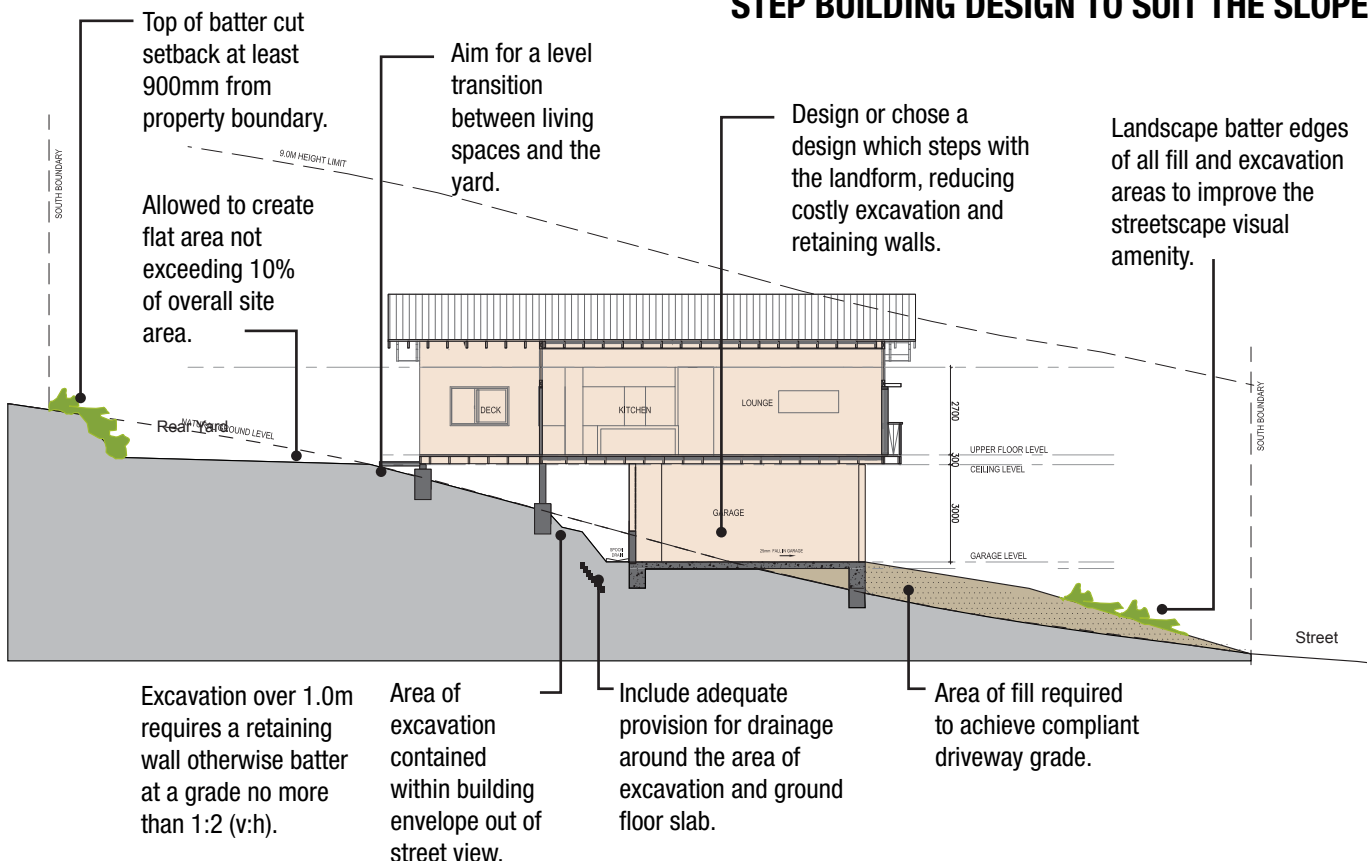 STEP BUILDING DESIGN TO SUIT THE SLOPE
Top of batter cut
setback at least
900mm from
property boundary.
Aim for a level
transition
between living
spaces and the
yard.
Design or chose a
design which steps with
the landform, reducing
costly excavation and
retaining walls.
Landscape batter edges
of all fill and excavation
areas to improve the
streetscape visual
amenity.
SOUTH BOUNDARY
9.0M HEIGHT LIMIT
Allowed to create
flat area not
exceeding 10%
of overall site
area.
SOUTH BOUNDARY
Rear Yard
NATURAL GROUND LEVEL
DECK
KITCHEN
LOUNGE
2700
UPPER FLOOR LEVEL
300
CEILING LEVEL
3000
GARAGE
SPOON
DRAIN
25mm FALL IN GARAGE
GARAGE LEVEL
Street
Excavation over 1.0m
requires a retaining
wall otherwise batter
at a grade no more
than 1:2 (v:h).
Area of
excavation
contained
within building
envelope out of
street view.
Include adequate
provision for drainage
around the area of
excavation and ground
floor slab.
Area of fill required
to achieve compliant
driveway grade.